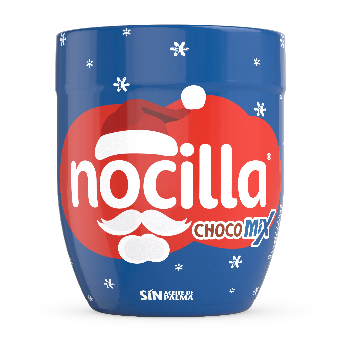 nocilla®
CHOCO MIX
SIN ACEITE DE
PALMA